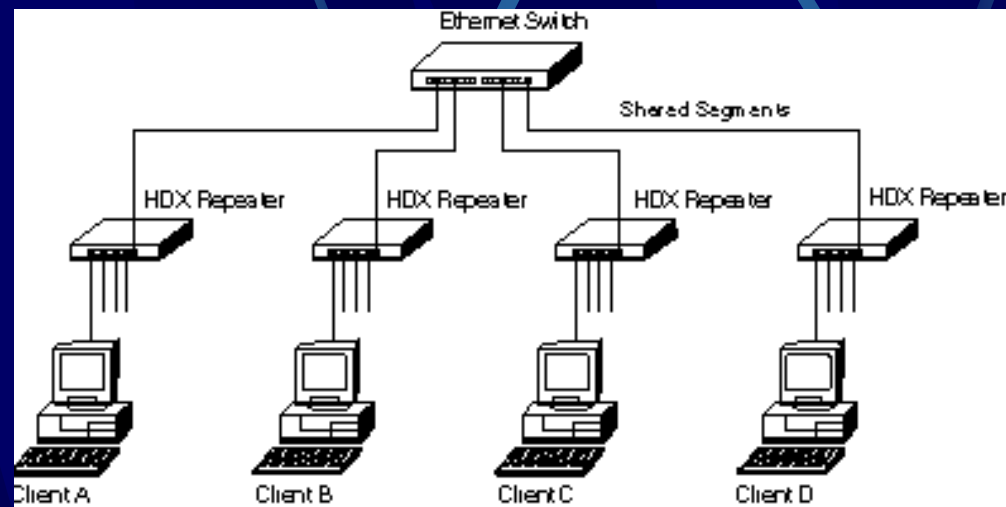 Ethernet Switch
Shared Segments
HDX Repeater
HDX Repeater
HDX Repeater
HDX Repeater
Client A
Client B
Client C
Client D